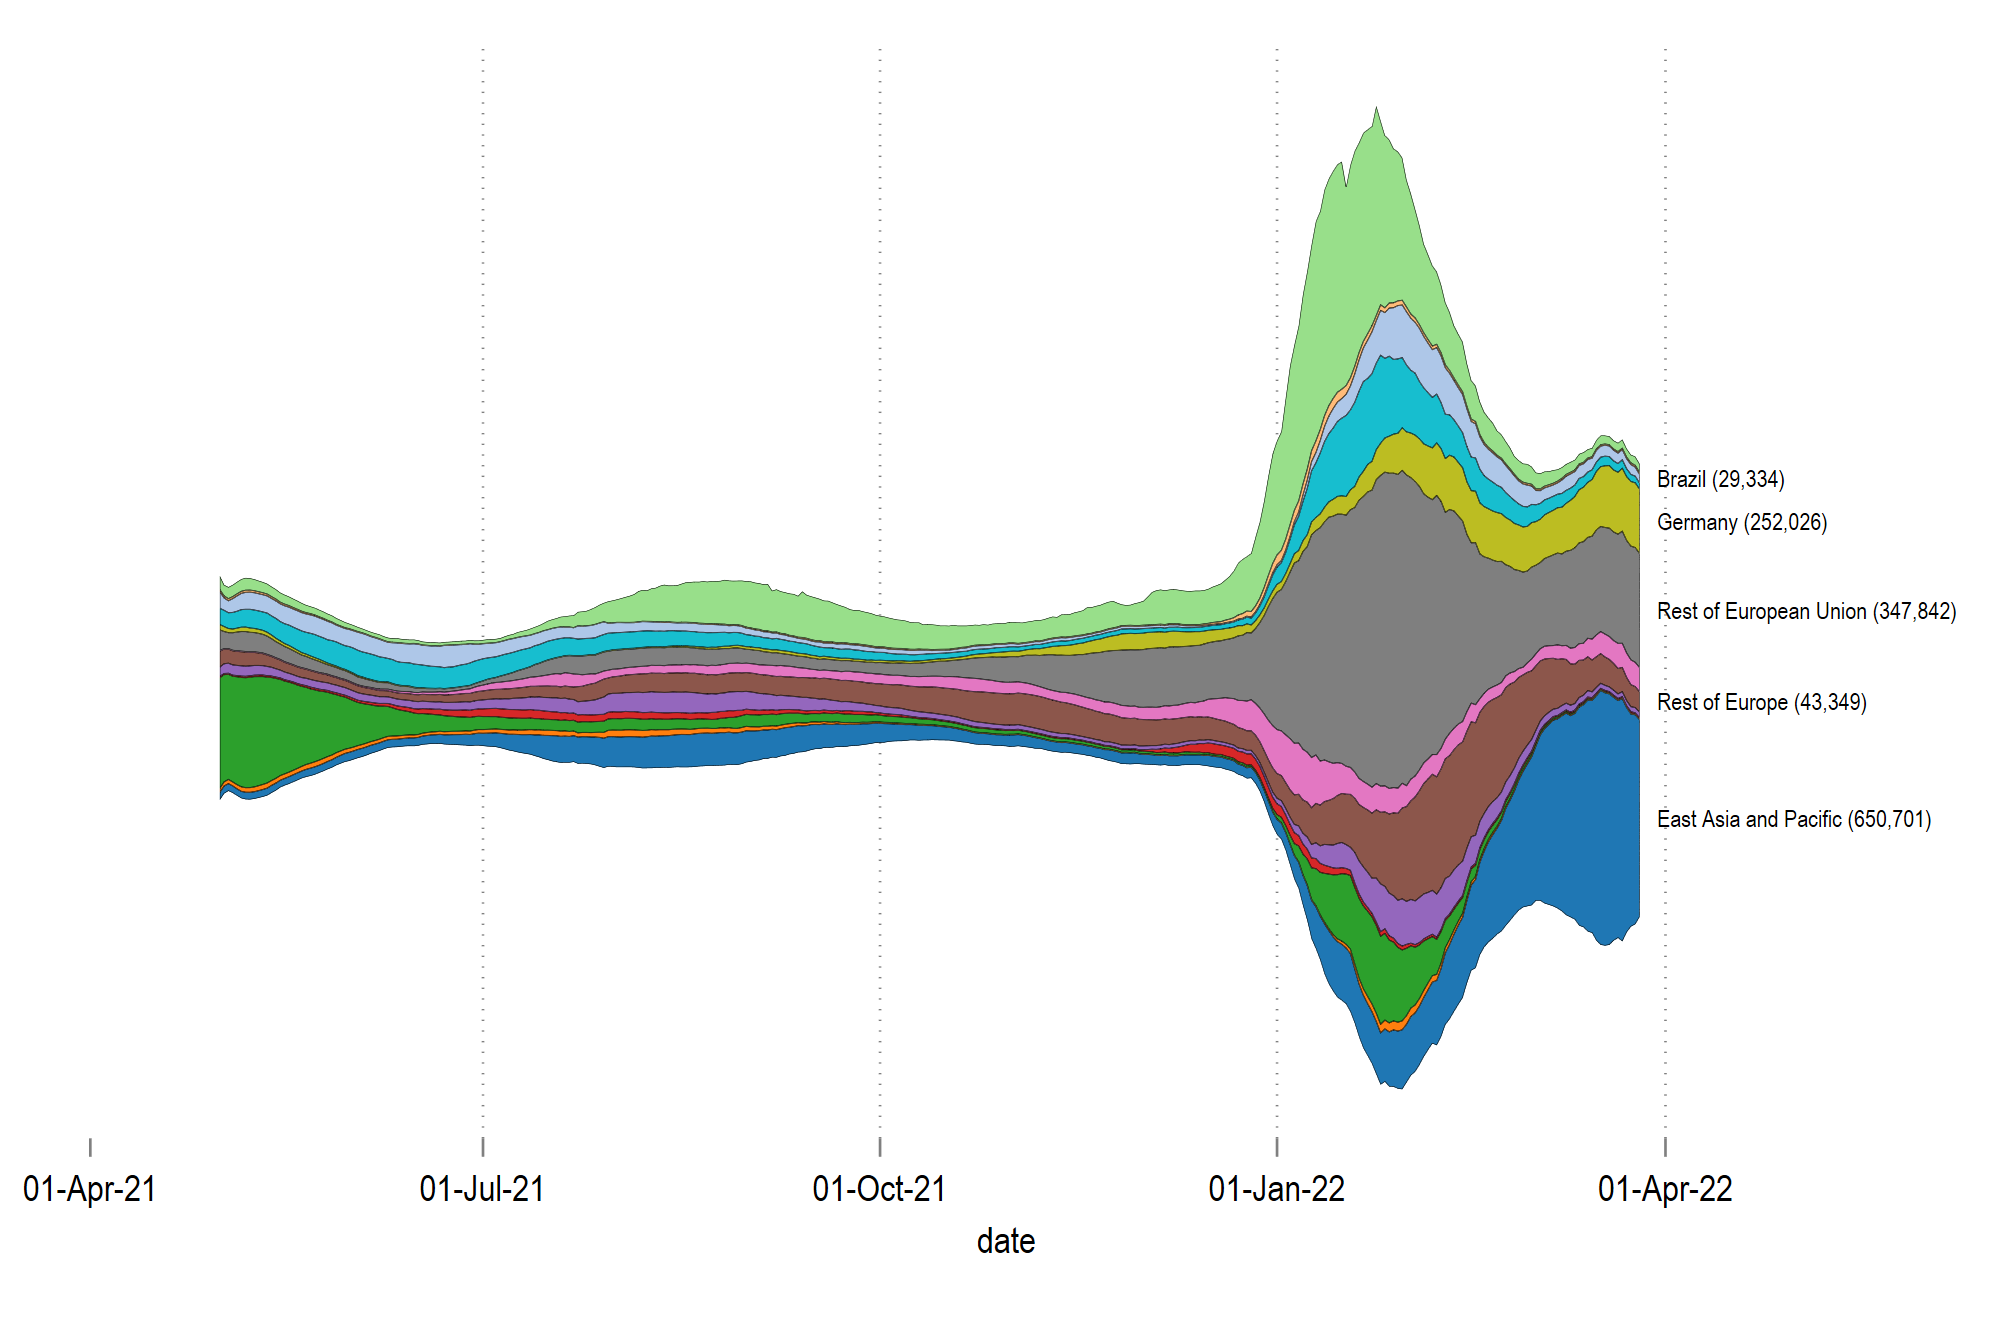 Brazil (29,334)
Germany (252,026)
Rest of European Union (347,842)
Rest of Europe (43,349)
East Asia and Pacific (650,701)
01-Apr-21
01-Jul-21
01-Oct-21
01-Jan-22
01-Apr-22
date